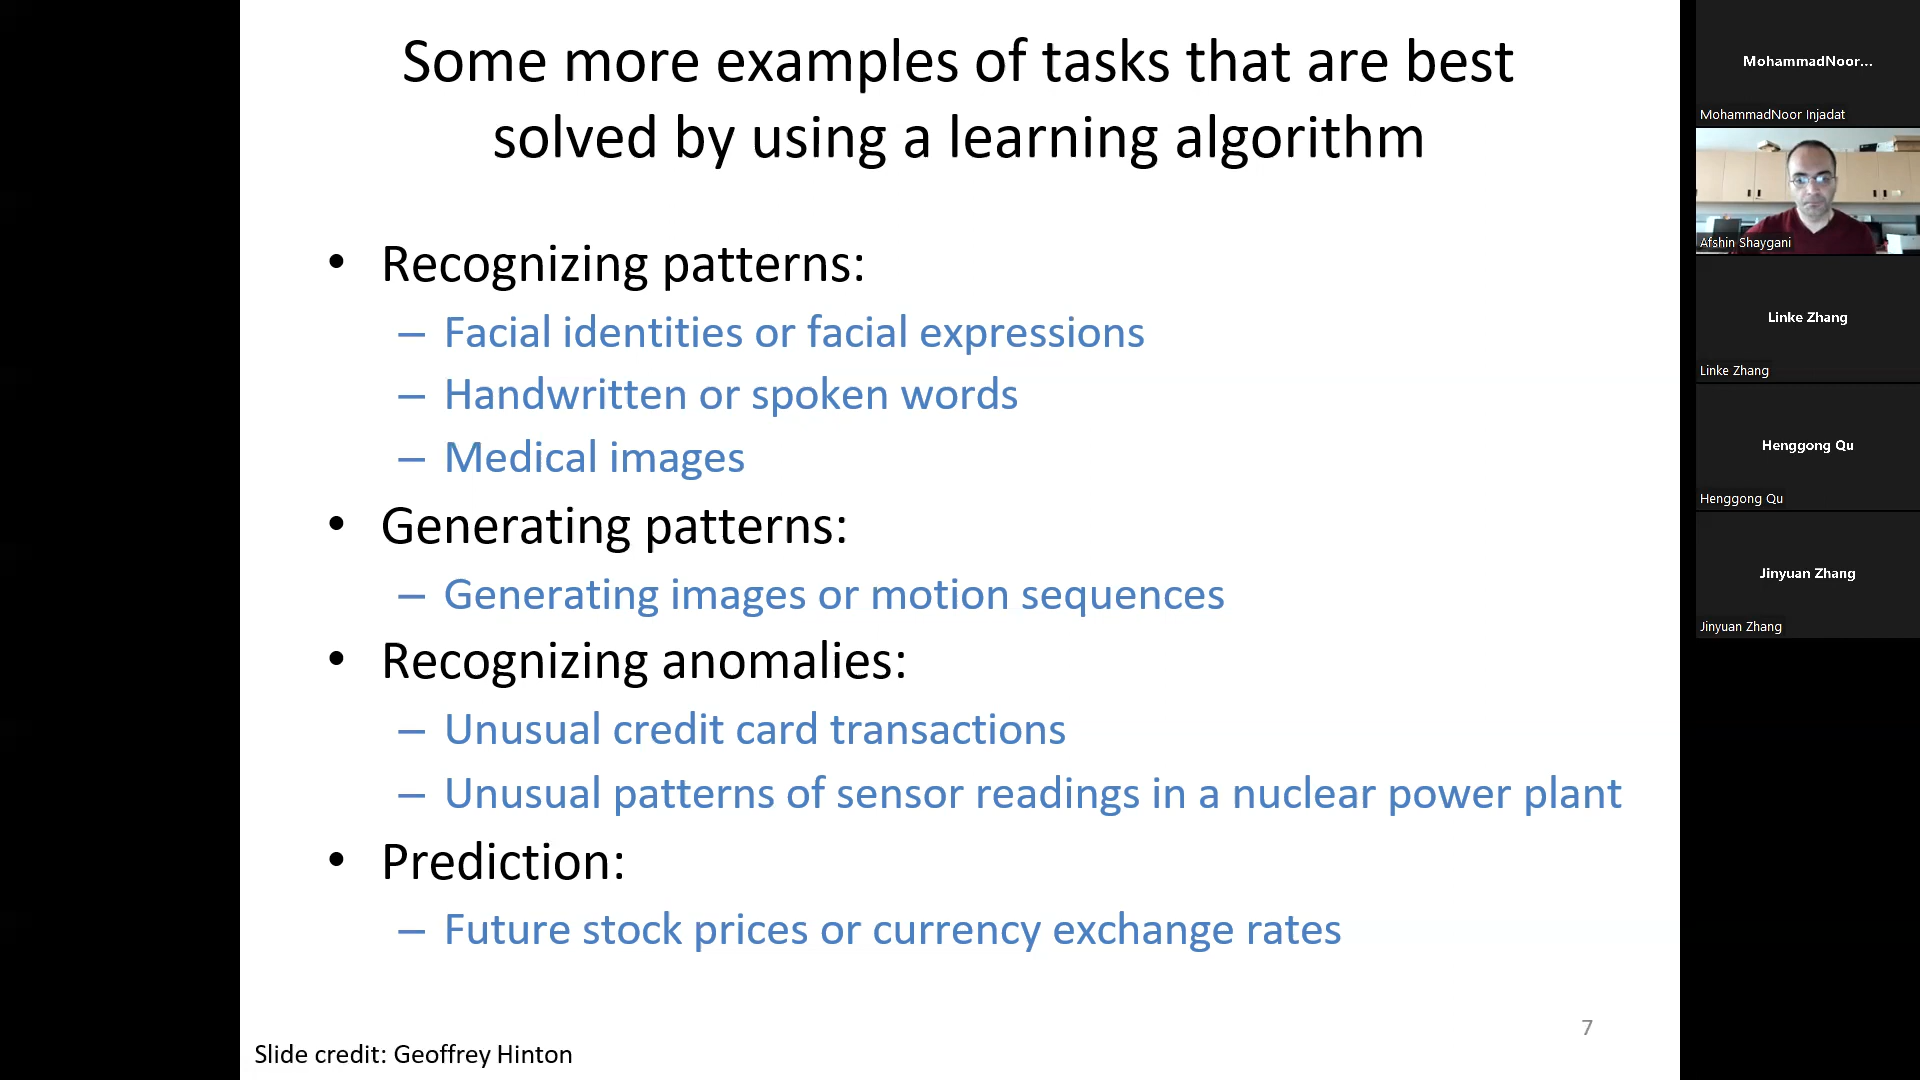 Some more examples of tasks that are best
solved by using a learning algorithm
• Recognizing patterns:
– Facial identities or facial expressions
– Handwritten or spoken words
– Medical images
• Generating patterns:
– Generating images or motion sequences
• Recognizing anomalies:
– Unusual credit card transactions
– Unusual patterns of sensor readings in a nuclear power plant
• Prediction:
– Future stock prices or currency exchange rates
7
Slide credit: Geoffrey Hinton
MohammadNoor...
MohammadNoor Injadat
Afshin Shaygani
Linke Zhang
Linke Zhang
Henggong Qu
Henggong Qu
Jinyuan Zhang
Jinyuan Zhang